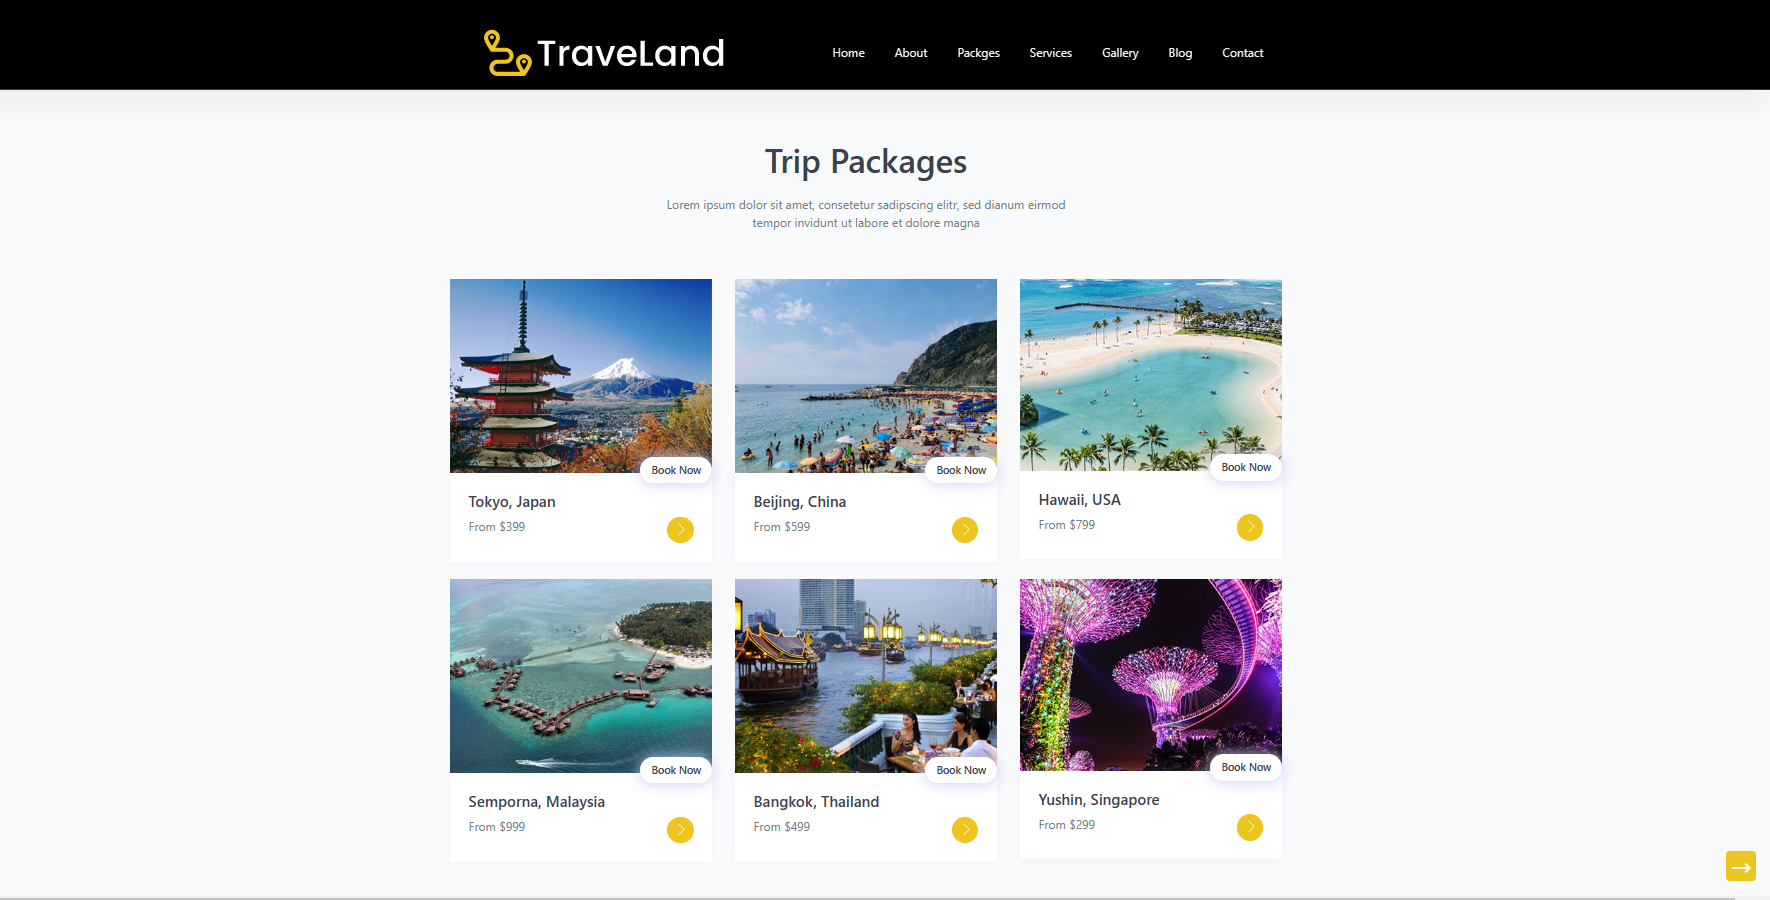 TraveLand
Home About Packges Services Gallery Blog Contact
Trip Packages
Lorem ipsum dolor sit amet, consetetur sadipscing elitr, sed dianum eirmod
tempor invidunt ut labore et dolore magna
Book Now
Tokyo, Japan
From $399
Book Now
Beijing, China
From $599
Book Now
Hawaii, USA
From $799
Book Now
Semporna, Malaysia
From $999
Book Now
Bangkok, Thailand
From $499
Book Now
Yushin, Singapore
From $299